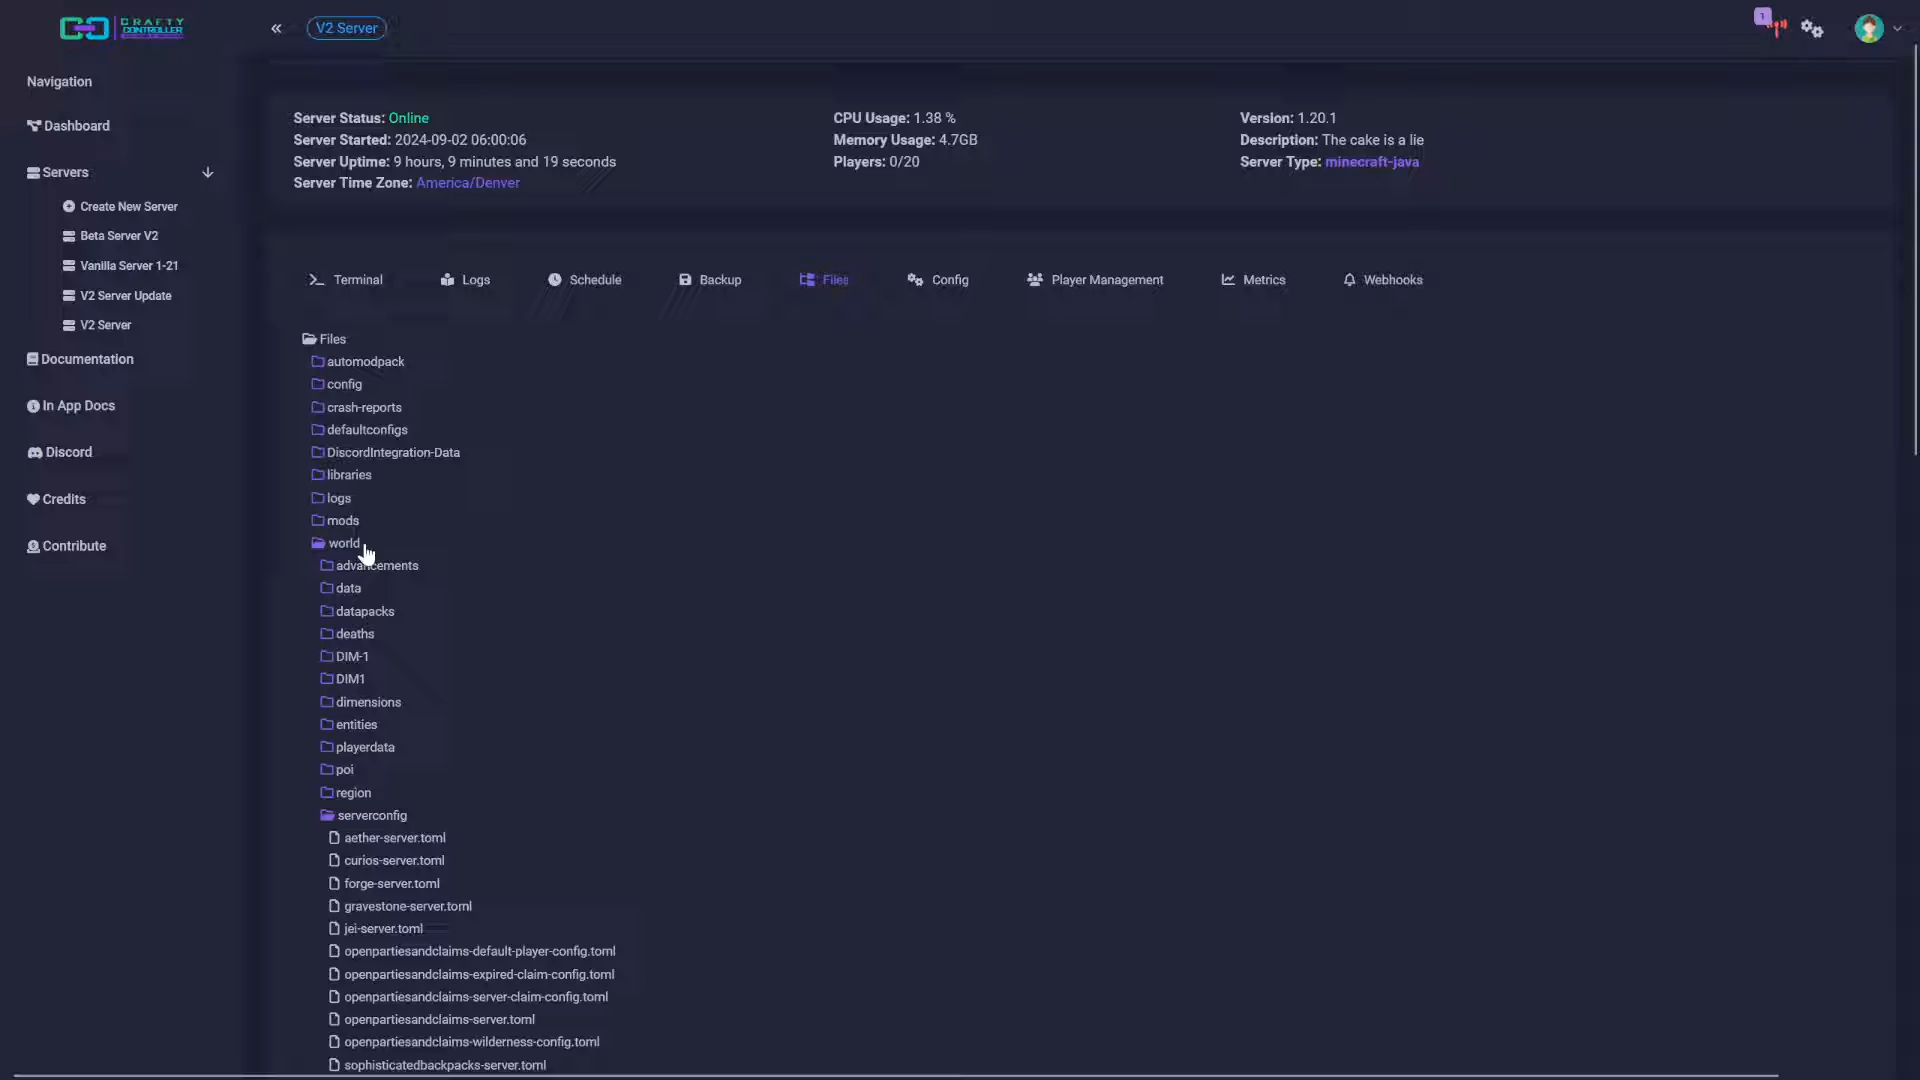 CRAFTY
CONTROLLER
V2 Server
1
Navigation
Dashboard
Servers
Create New Server
Beta Server V2
Vanilla Server 1-21
V2 Server Update
V2 Server
Documentation
In App Docs
Discord
Credits
Contribute
Server Status: Online
Server Started: 2024-09-02 06:00:06
Server Uptime: 9 hours, 9 minutes and 19 seconds
Server Time Zone: America/Denver
CPU Usage: 1.38 %
Memory Usage: 4.7GB
Players: 0/20
Version: 1.20.1
Description: The cake is a lie
Server Type: minecraft-java
Terminal Logs Schedule Backup Files Config Player Management Metrics Webhooks
Files
automodpack
config
crash-reports
defaultconfigs
DiscordIntegration-Data
libraries
logs
mods
world
advancements
data
datapacks
deaths
DIM-1
DIM1
dimensions
entities
playerdata
poi
region
serverconfig
aether-server.toml
curios-server.toml
forge-server.toml
gravestone-server.toml
jei-server.toml
openpartiesandclaims-default-player-config.toml
openpartiesandclaims-expired-claim-config.toml
openpartiesandclaims-server-claim-config.toml
openpartiesandclaims-server.toml
openpartiesandclaims-wilderness-config.toml
sophisticatedbackpacks-server.toml